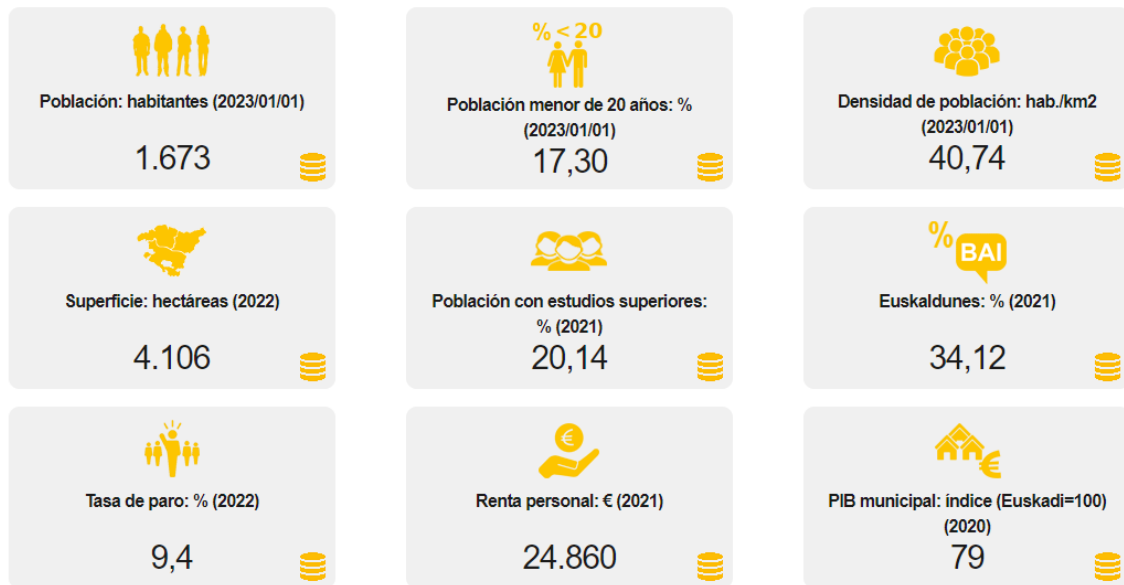 % < 20
Población: habitantes (2023/01/01)
1.673
Población menor de 20 años: %
(2023/01/01)
17,30
Densidad de población: hab./km2
(2023/01/01)
40,74
Superficie: hectáreas (2022)
4.106
Población con estudios superiores:
% (2021)
20,14
% BAI
Euskaldunes: % (2021)
34,12
Tasa de paro: % (2022)
9,4
€
Renta personal: € (2021)
24.860
€
PIB municipal: índice (Euskadi=100)
(2020)
79